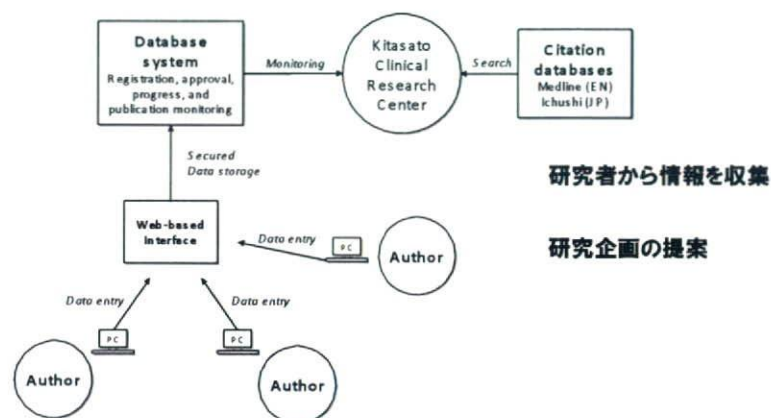 Database
system
Registration, approval,
progress, and
publication monitoring
Monitoring
Kitasato
Clinical
Research
Center
Search
Citation
databases
Medline (EN)
Ichushi (JP)
Secured
Data storage
研究者から情報を収集
Web-based
Interface
Data entry
PC
Author
研究企画の提案
Data entry
PC
Author
Data entry
PC
Author